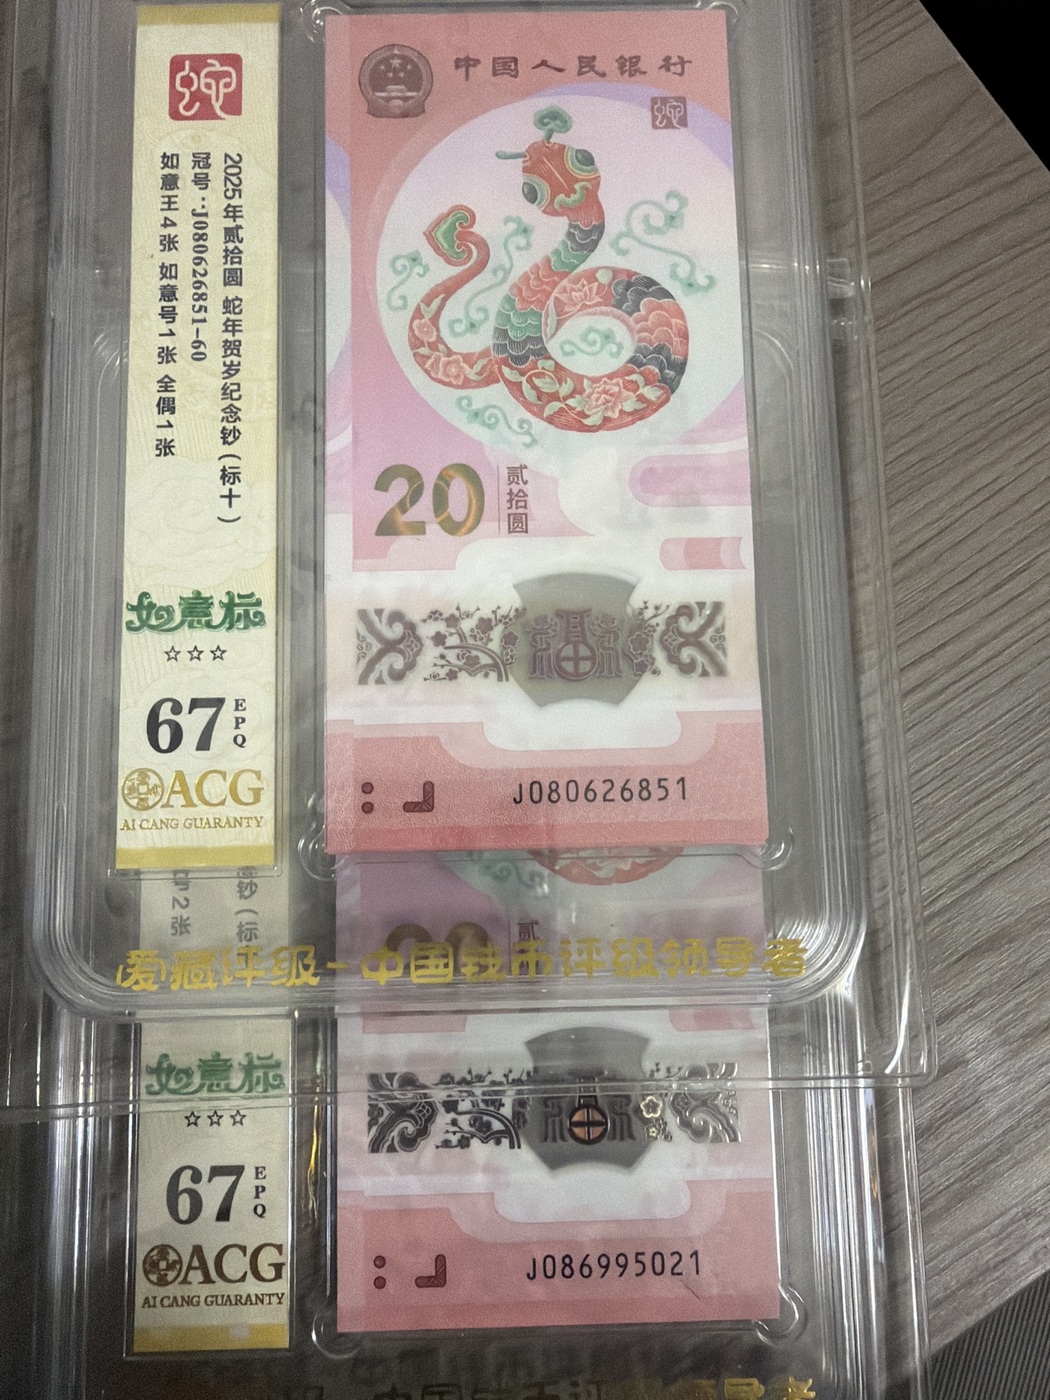 蛇
2025年贰拾圆 蛇年贺岁纪念钞(标十)
冠号:J080626851-60
如意王4张 如意号1张 全偶1张
如意标
☆☆☆
67 EPQ
ACG
AI CANG GUARANTY
中国人民银行
蛇
20 贰拾圆
J080626851
钞(标
号2张
贰
爱藏评级-中国钱币评级领导者
如意标
☆☆☆
67 EPQ
ACG
AI CANG GUARANTY
J086995021